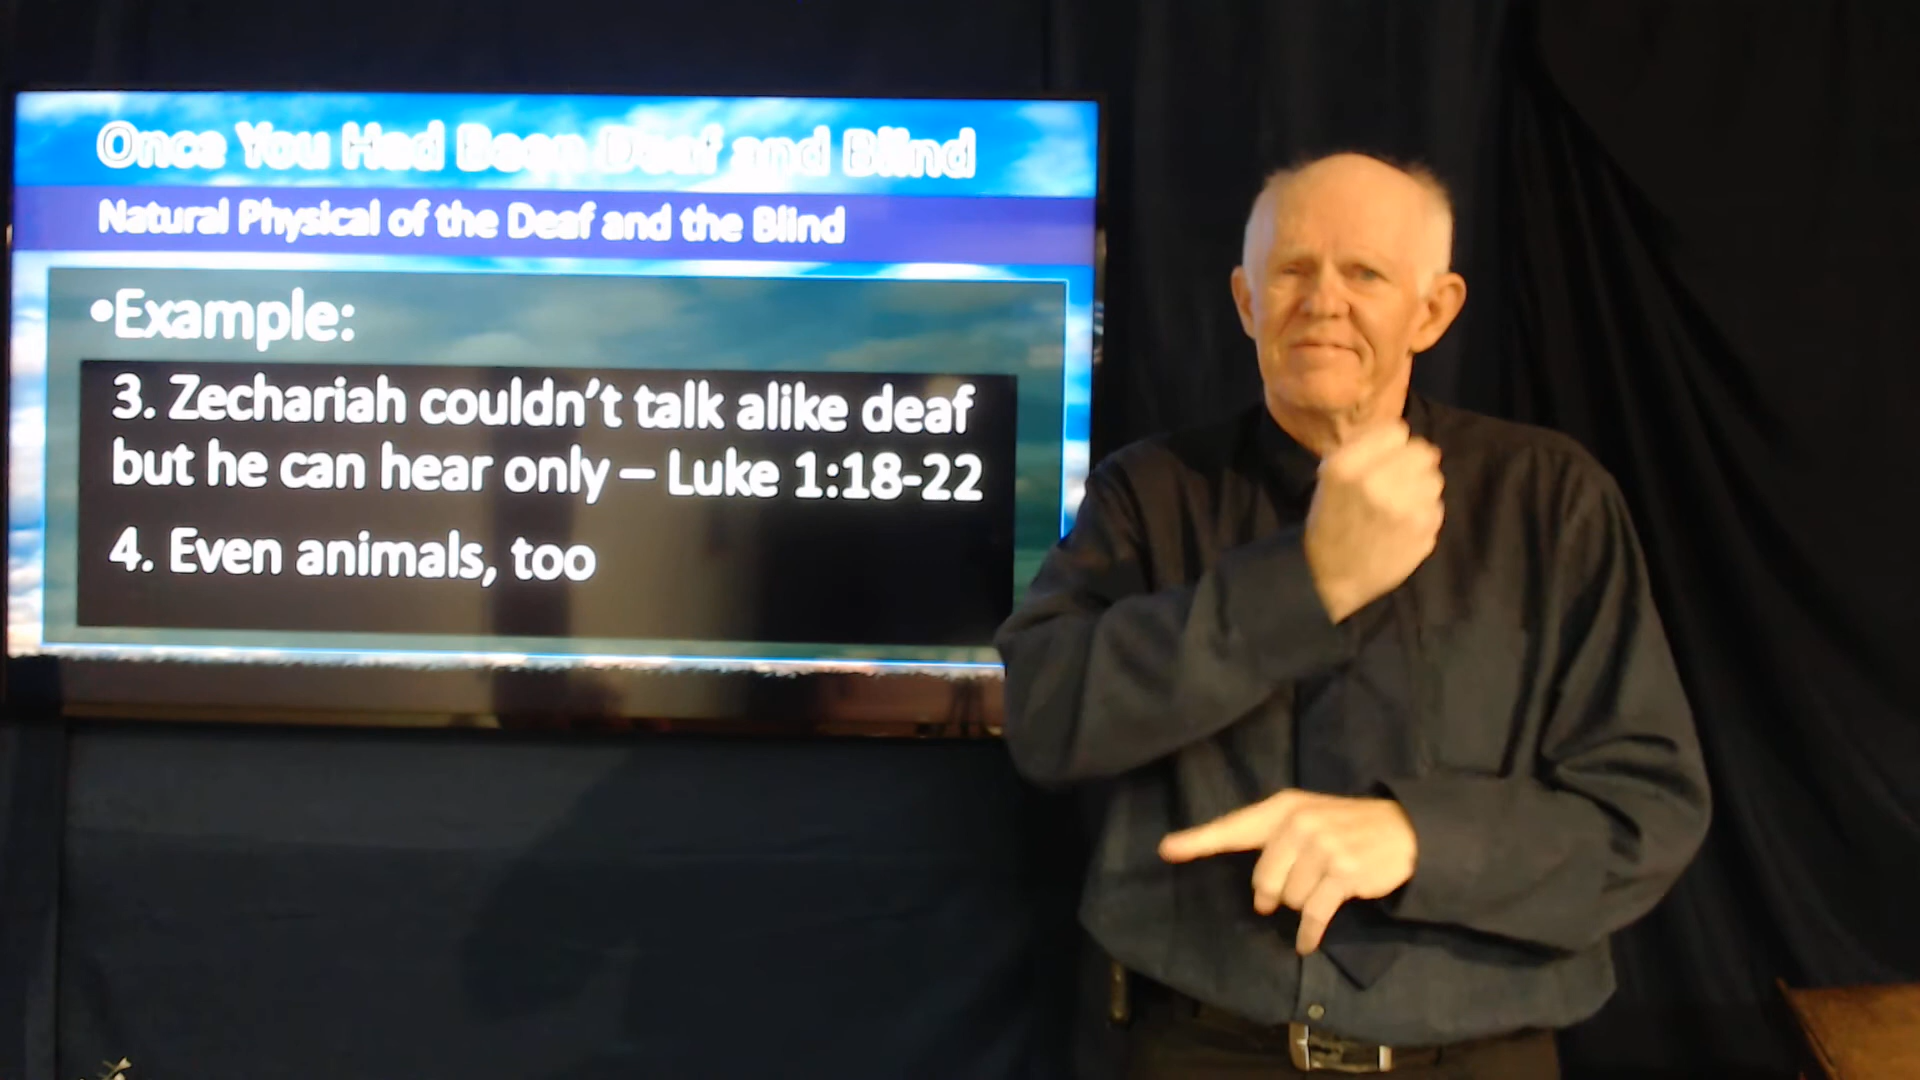 Once You Had Been Deaf and Blind
Natural Physical of the Deaf and the Blind
•Example:
3. Zechariah couldn't talk alike deaf
but he can hear only – Luke 1:18-22
4. Even animals, too